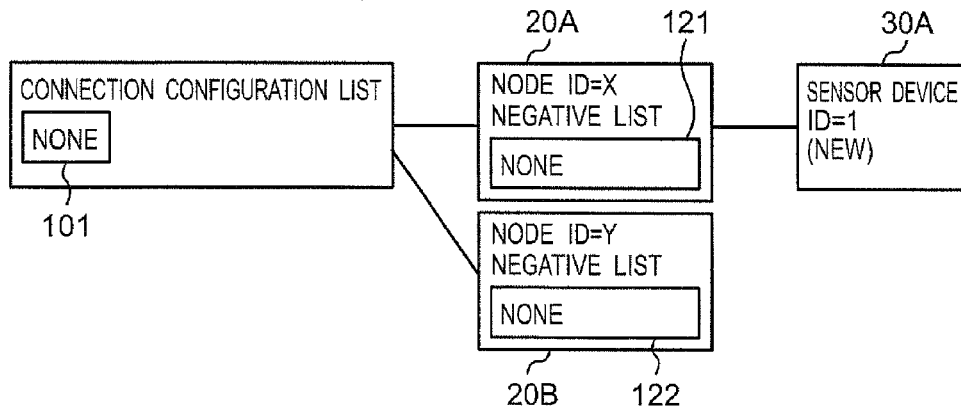 20A
121
30A
CONNECTION CONFIGURATION LIST
NONE
101
NODE ID=X
NEGATIVE LIST
NONE
SENSOR DEVICE
ID=1
(NEW)
NODE ID=Y
NEGATIVE LIST
NONE
20B
122